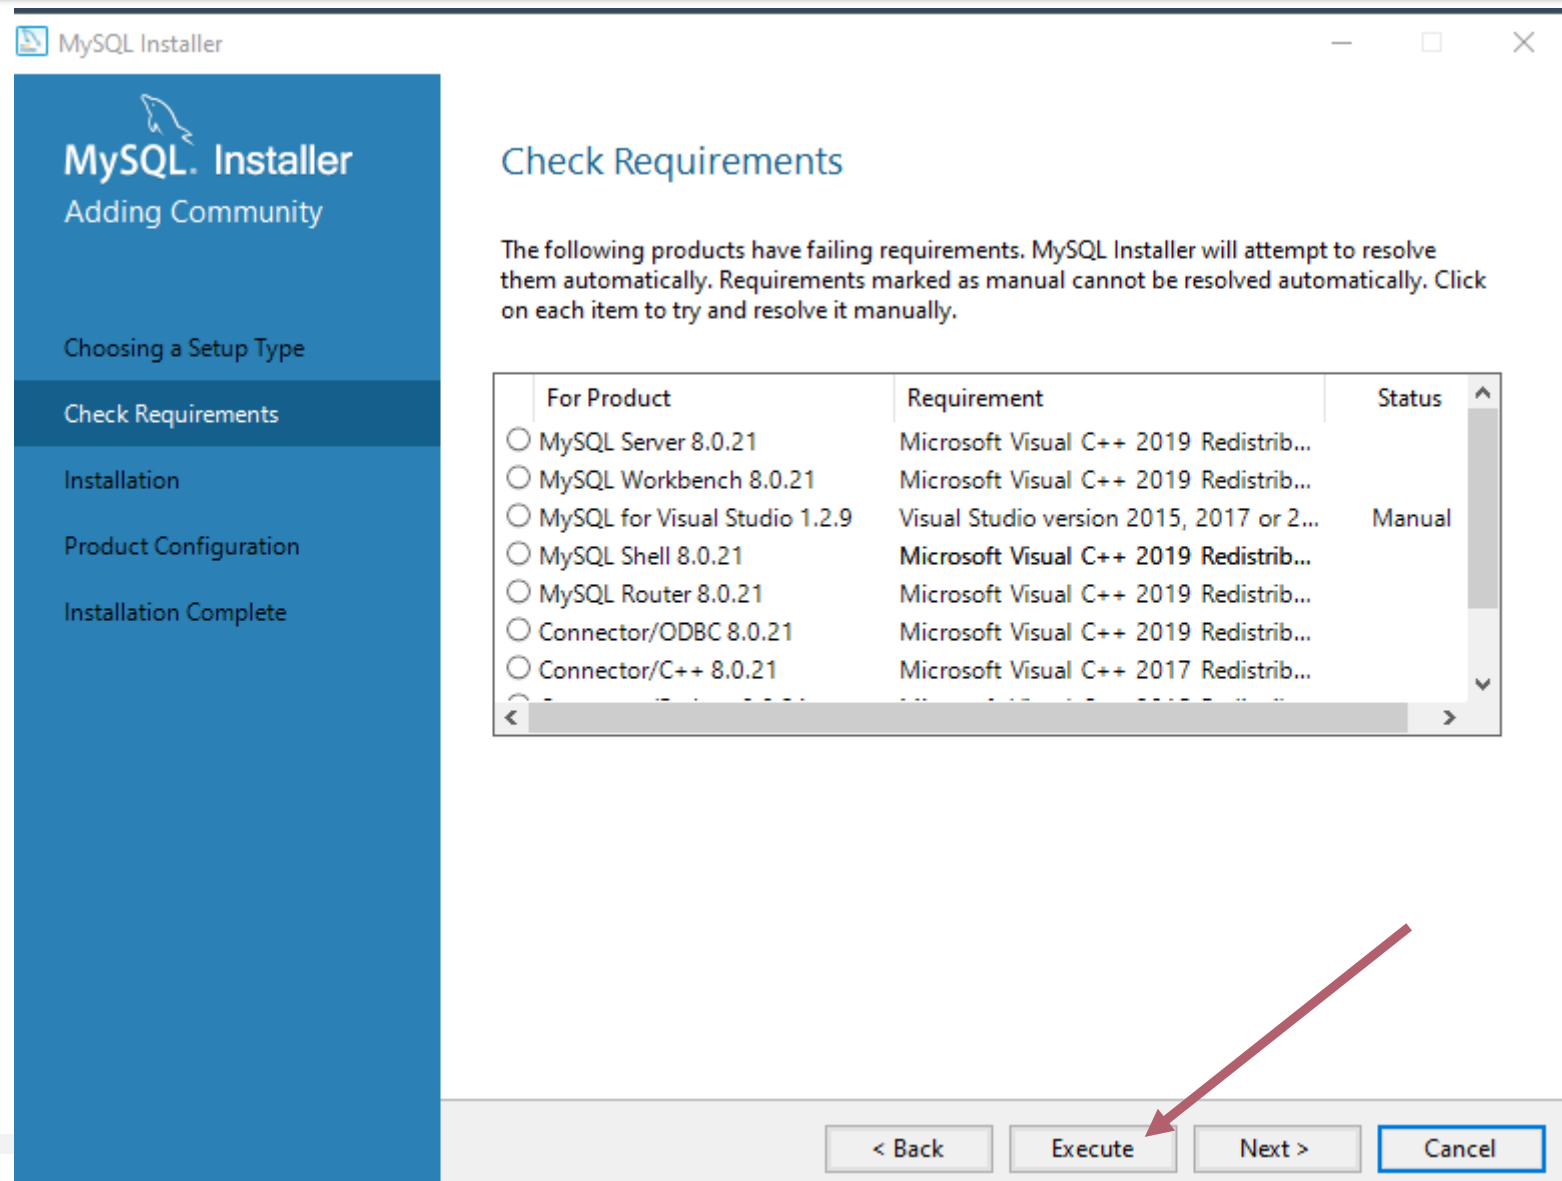 MySQL Installer
MySQL. Installer
Adding Community
Choosing a Setup Type
Check Requirements
Installation
Product Configuration
Installation Complete
Check Requirements
The following products have failing requirements. MySQL Installer will attempt to resolve
them automatically. Requirements marked as manual cannot be resolved automatically. Click
on each item to try and resolve it manually.
For Product Requirement Status
MySQL Server 8.0.21 Microsoft Visual C++ 2019 Redistrib...
MySQL Workbench 8.0.21 Microsoft Visual C++ 2019 Redistrib...
MySQL for Visual Studio 1.2.9 Visual Studio version 2015, 2017 or 2... Manual
MySQL Shell 8.0.21 Microsoft Visual C++ 2019 Redistrib...
MySQL Router 8.0.21 Microsoft Visual C++ 2019 Redistrib...
Connector/ODBC 8.0.21 Microsoft Visual C++ 2019 Redistrib...
Connector/C++ 8.0.21 Microsoft Visual C++ 2017 Redistrib...
< Back Execute Next > Cancel